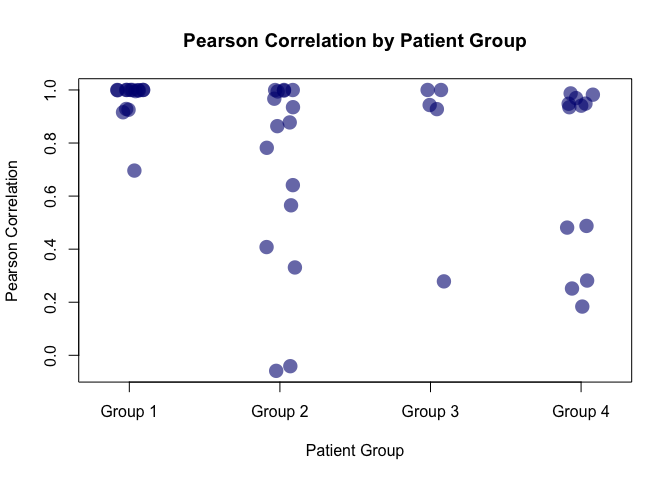 Pearson Correlation by Patient Group
Pearson Correlation
1.0
0.8
0.6
0.4
0.2
0.0
Group 1 Group 2 Group 3 Group 4
Patient Group